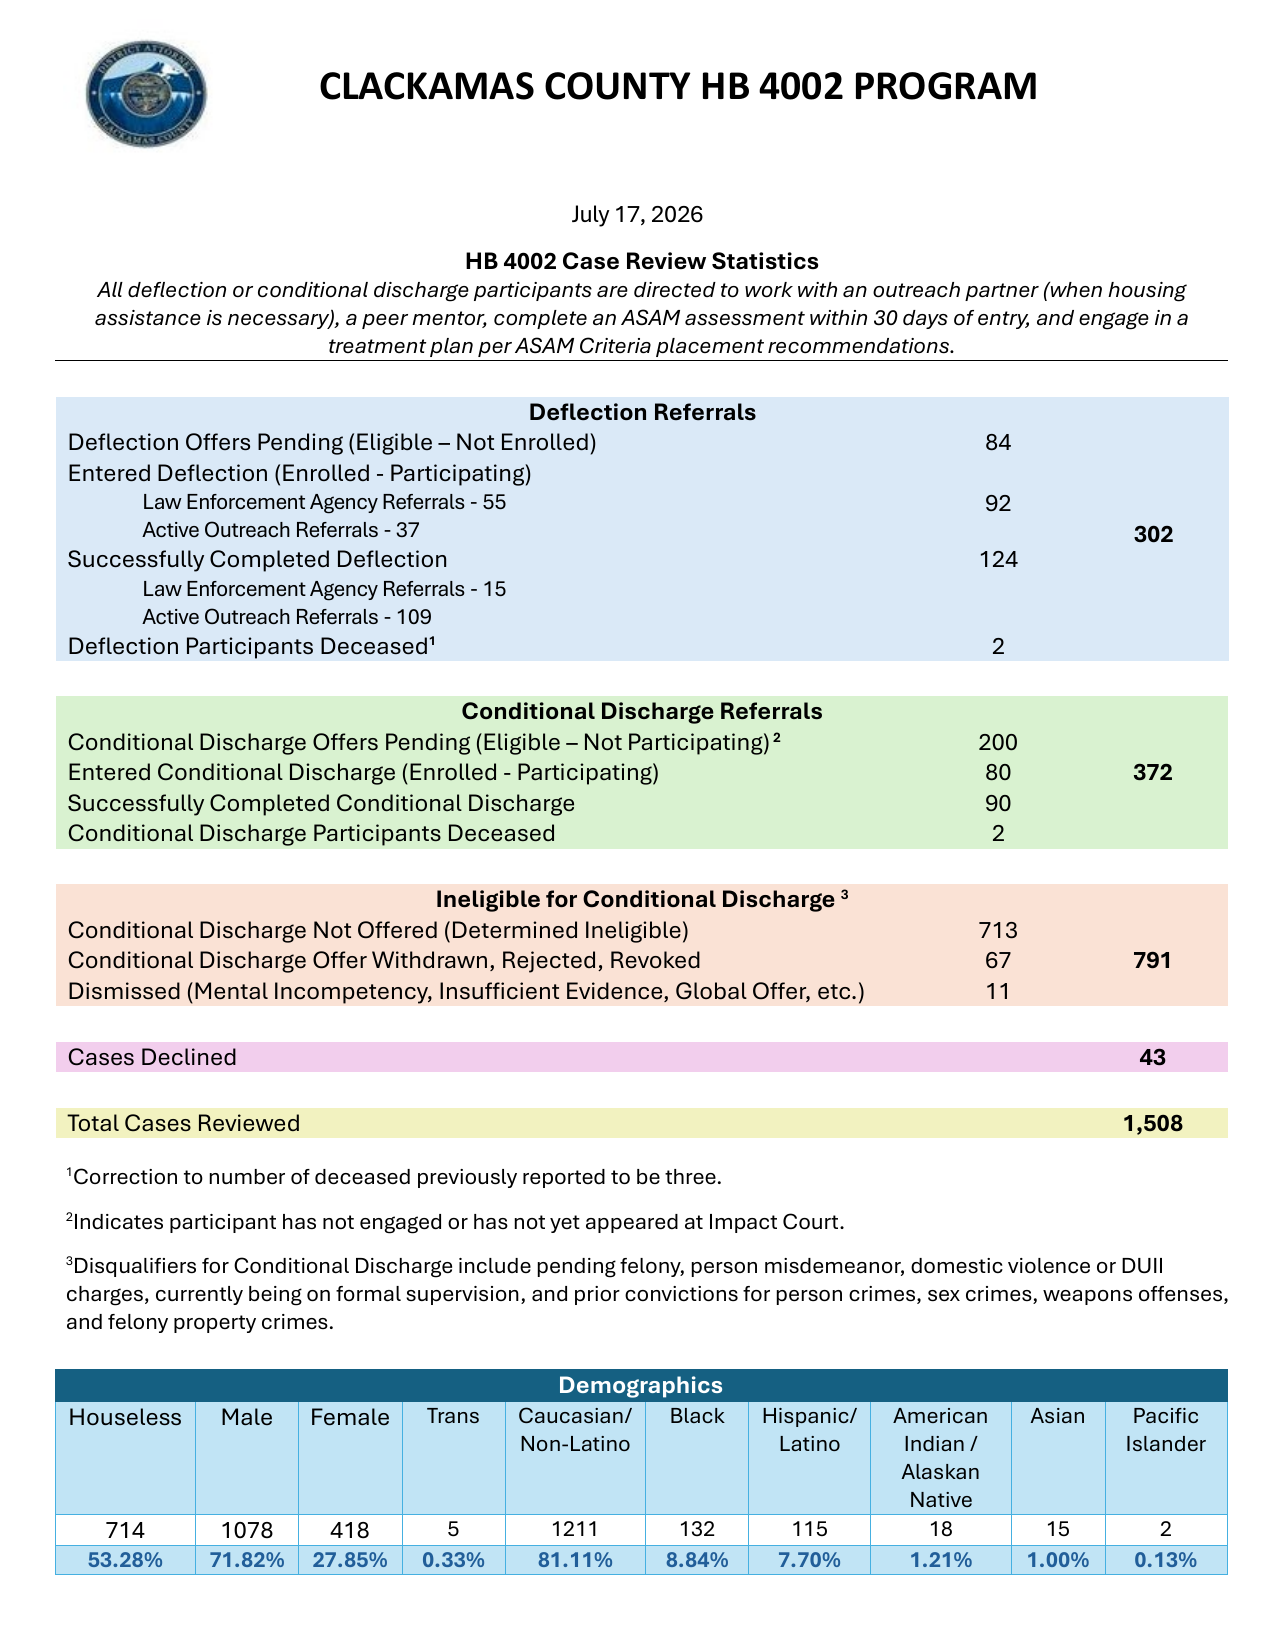 DISTRICT ATTORNEY
CLACKAMAS COUNTY
CLACKAMAS COUNTY HB 4002 PROGRAM
July 17, 2026
HB 4002 Case Review Statistics
All deflection or conditional discharge participants are directed to work with an outreach partner (when housing
assistance is necessary), a peer mentor, complete an ASAM assessment within 30 days of entry, and engage in a
treatment plan per ASAM Criteria placement recommendations.
Deflection Referrals
Deflection Offers Pending (Eligible – Not Enrolled) 84
Entered Deflection (Enrolled - Participating)
Law Enforcement Agency Referrals - 55 92
Active Outreach Referrals - 37
302
Successfully Completed Deflection 124
Law Enforcement Agency Referrals - 15
Active Outreach Referrals - 109
Deflection Participants Deceased¹ 2
Conditional Discharge Referrals
Conditional Discharge Offers Pending (Eligible – Not Participating)² 200
Entered Conditional Discharge (Enrolled - Participating) 80 372
Successfully Completed Conditional Discharge 90
Conditional Discharge Participants Deceased 2
Ineligible for Conditional Discharge ³
Conditional Discharge Not Offered (Determined Ineligible) 713
Conditional Discharge Offer Withdrawn, Rejected, Revoked 67 791
Dismissed (Mental Incompetency, Insufficient Evidence, Global Offer, etc.) 11
Cases Declined 43
Total Cases Reviewed 1,508
¹Correction to number of deceased previously reported to be three.
²Indicates participant has not engaged or has not yet appeared at Impact Court.
³Disqualifiers for Conditional Discharge include pending felony, person misdemeanor, domestic violence or DUII
charges, currently being on formal supervision, and prior convictions for person crimes, sex crimes, weapons offenses,
and felony property crimes.
Demographics
Houseless Male Female Trans Caucasian/ Black Hispanic/ American Asian Pacific
Non-Latino Latino Indian / Islander
Alaskan
Native
714 1078 418 5 1211 132 115 18 15 2
53.28% 71.82% 27.85% 0.33% 81.11% 8.84% 7.70% 1.21% 1.00% 0.13%